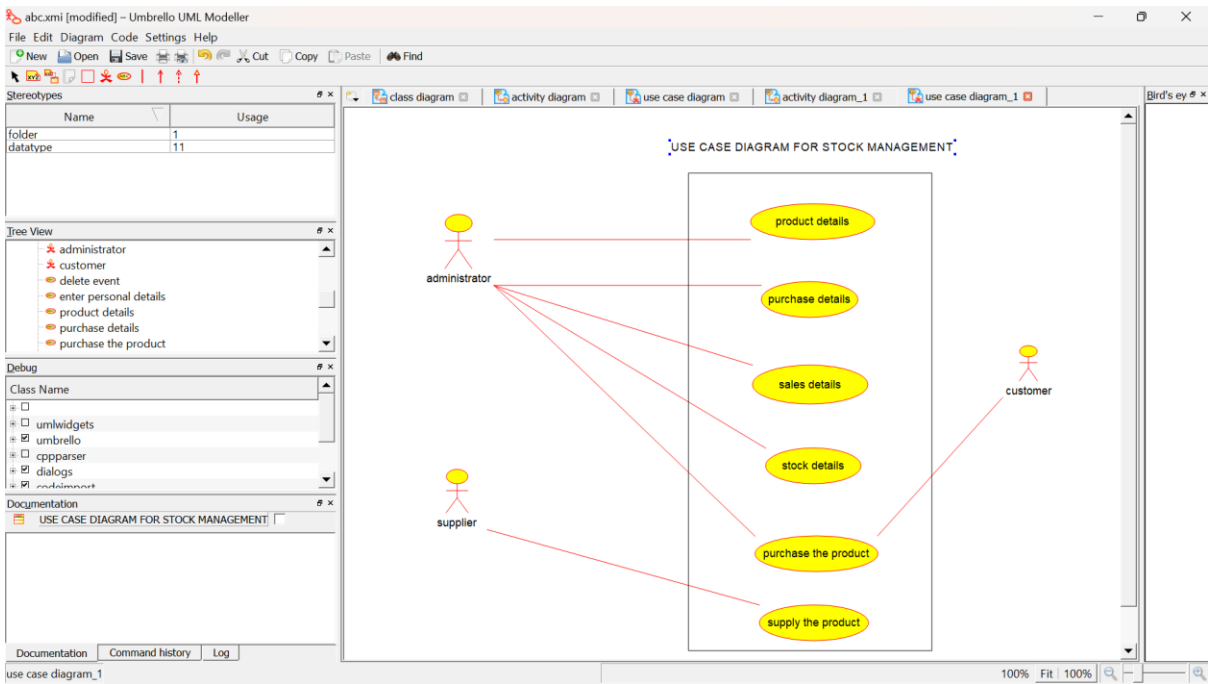 abc.xmi [modified] – Umbrello UML Modeller
File Edit Diagram Code Settings Help
New Open Save Cut Copy Paste Find
Stereotypes
Name Usage
folder 1
datatype 11
Tree View
administrator
customer
delete event
enter personal details
product details
purchase details
purchase the product
Debug
Class Name
umlwidgets
umbrello
cppparser
dialogs
codeimport
Documentation
USE CASE DIAGRAM FOR STOCK MANAGEMENT
Documentation Command history Log
use case diagram_1
class diagram activity diagram use case diagram activity diagram_1 use case diagram_1
Bird's ey
USE CASE DIAGRAM FOR STOCK MANAGEMENT
product details
administrator
purchase details
sales details
customer
stock details
supplier
purchase the product
supply the product
100% Fit 100%